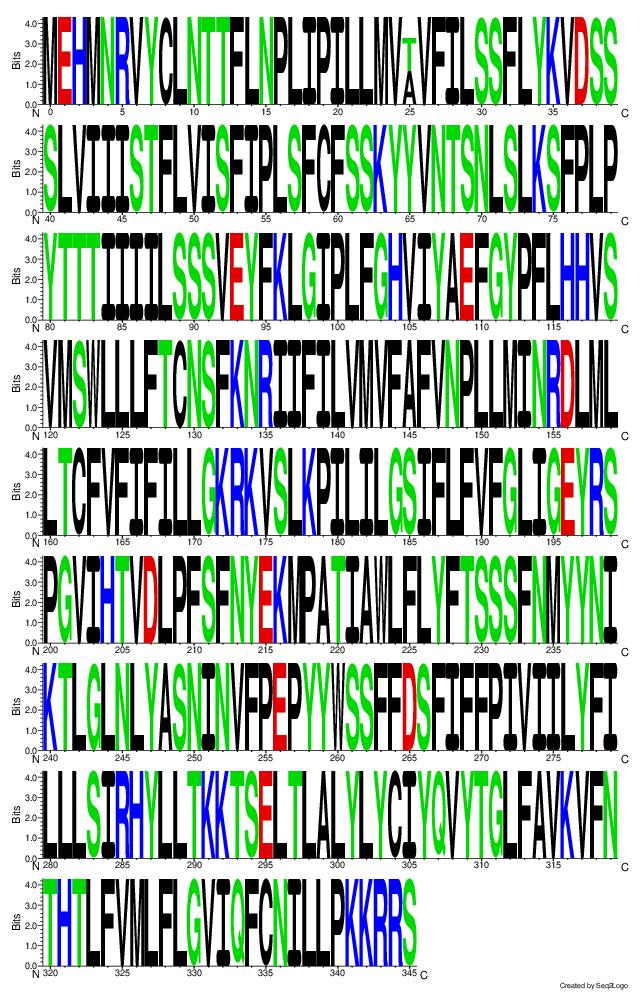 Bits 4.0 3.0 2.0 1.0 0.0
MEHMNRVYCLNTTFLNPLIPILLMVTVFILSSFLYKVDSS
A
N 0 5 10 15 20 25 30 35 C
Bits 4.0 3.0 2.0 1.0 0.0
SLVIIISTFLVISFIPLSFCFSSKYYVNTSNLSLKSFPLP
N 40 45 50 55 60 65 70 75 C
Bits 4.0 3.0 2.0 1.0 0.0
YTTTIIIILSSSVEYFKLGIPLFGHVIYAEFGYPFLHHVS
N 80 85 90 95 100 105 110 115 C
Bits 4.0 3.0 2.0 1.0 0.0
VMSWLLLFTCNSFKNRIIFILVMVFAFVNPLLMINRDLML
N 120 125 130 135 140 145 150 155 C
Bits 4.0 3.0 2.0 1.0 0.0
LTCFVFIFILLGKRKVSLKPILILGSIFLFVFGLIGEYRS
N 160 165 170 175 180 185 190 195 C
Bits 4.0 3.0 2.0 1.0 0.0
PGVIHTVDLPFSFNYEKMPATIAWLFLYFTSSSFNMYYNI
N 200 205 210 215 220 225 230 235 C
Bits 4.0 3.0 2.0 1.0 0.0
KTLGLNLYASNINVFPEPYYWSSFFDSFIFFPIVIILYFI
N 240 245 250 255 260 265 270 275 C
Bits 4.0 3.0 2.0 1.0 0.0
LLLSIRHYLLTKKTSELTLALYLYCIYQVYTGLFAVKVFN
N 280 285 290 295 300 305 310 315 C
Bits 4.0 3.0 2.0 1.0 0.0
THTLFVMLFLGVIQFCNILLPKKRRS
N 320 325 330 335 340 345 C
Created by Seq2Logo